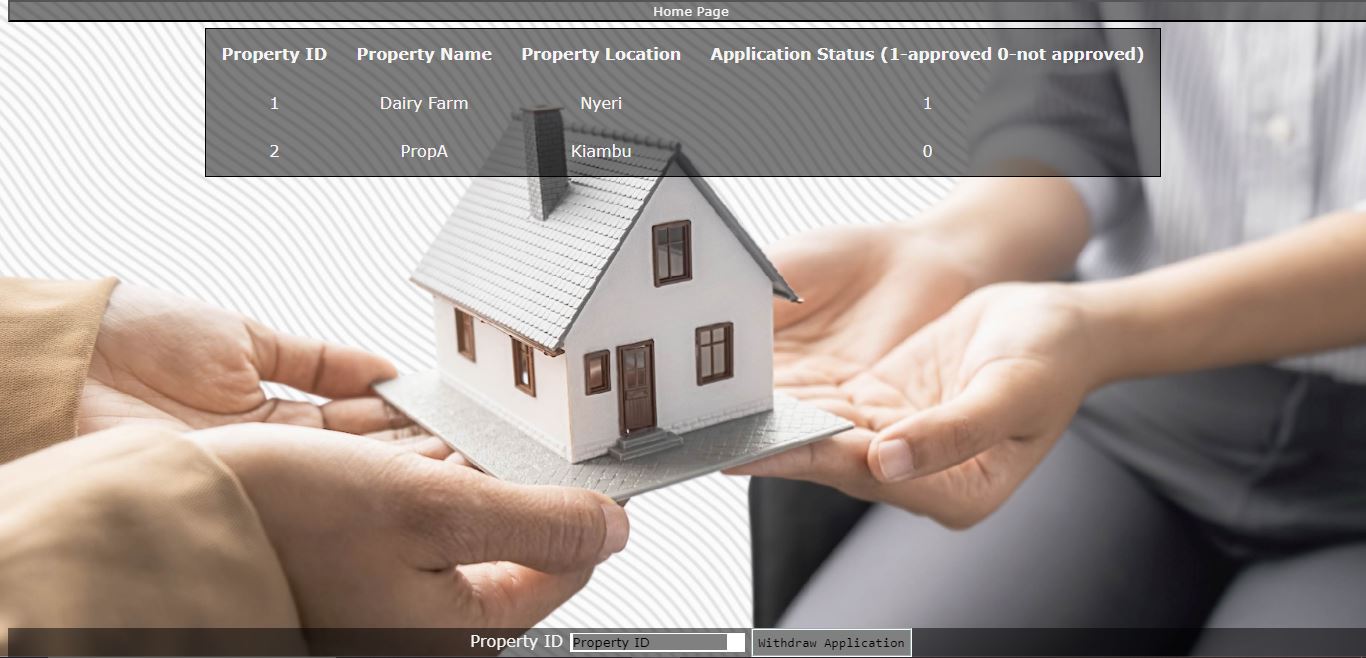 Home Page
Property ID Property Name Property Location Application Status (1-approved 0-not approved)
1 Dairy Farm Nyeri 1
2 PropA Kiambu 0
Property ID Property ID Withdraw Application